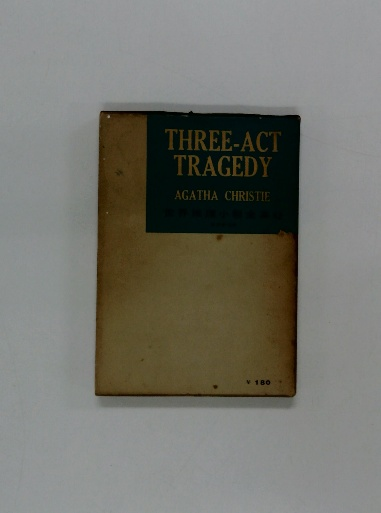 THREE-ACT
TRAGEDY
AGATHA CHRISTIE
180